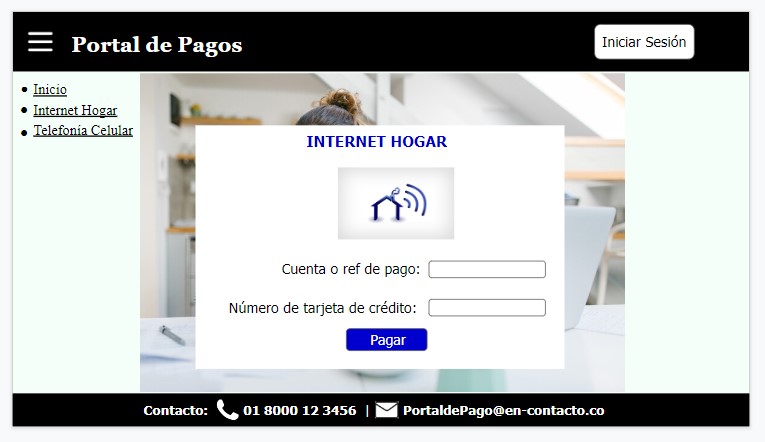 Portal de Pagos
Iniciar Sesión
Inicio
Internet Hogar
Telefonía Celular
INTERNET HOGAR
Cuenta o ref de pago:
Número de tarjeta de crédito:
Pagar
Contacto: 01 8000 12 3456 | PortaldePago@en-contacto.co